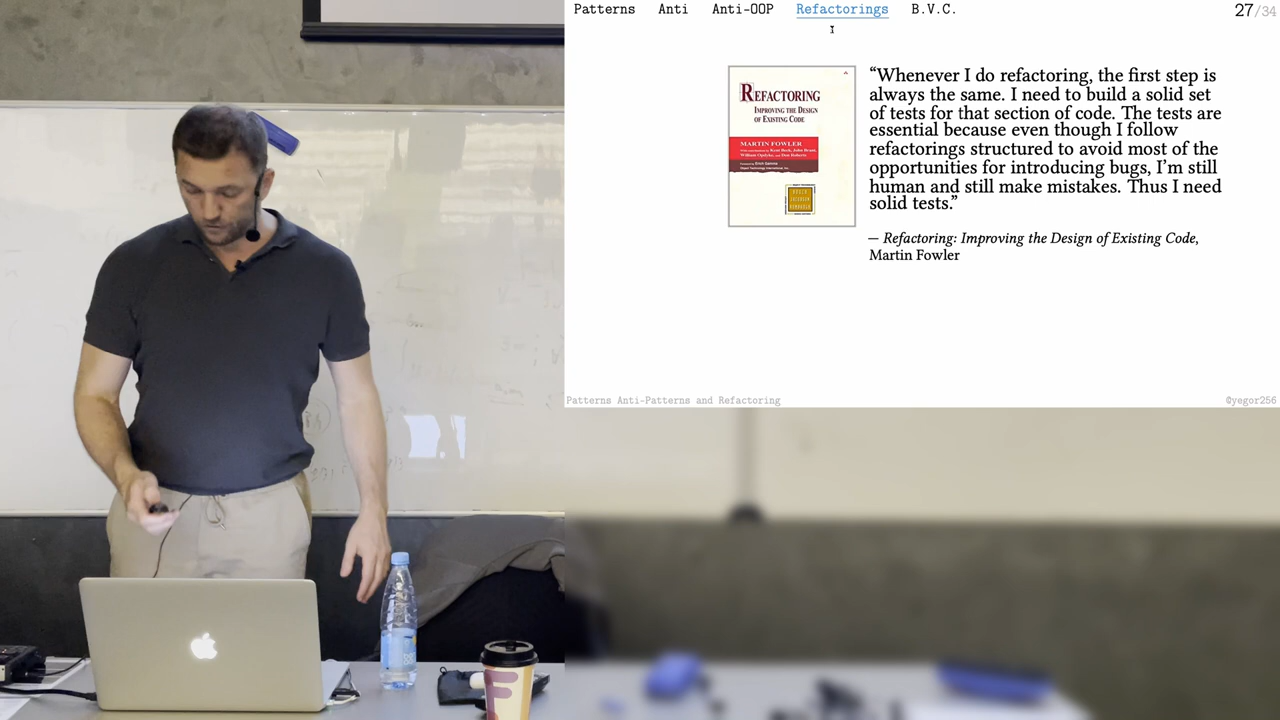 Patterns Anti Anti-OOP Refactorings B.V.C. 27/34
REFACTORING
IMPROVING THE DESIGN
OF EXISTING CODE
MARTIN FOWLER
“Whenever I do refactoring, the first step is
always the same. I need to build a solid set
of tests for that section of code. The tests are
essential because even though I follow
refactorings structured to avoid most of the
opportunities for introducing bugs, I’m still
human and still make mistakes. Thus I need
solid tests.”
— Refactoring: Improving the Design of Existing Code,
Martin Fowler
Patterns Anti-Patterns and Refactoring @yegor256